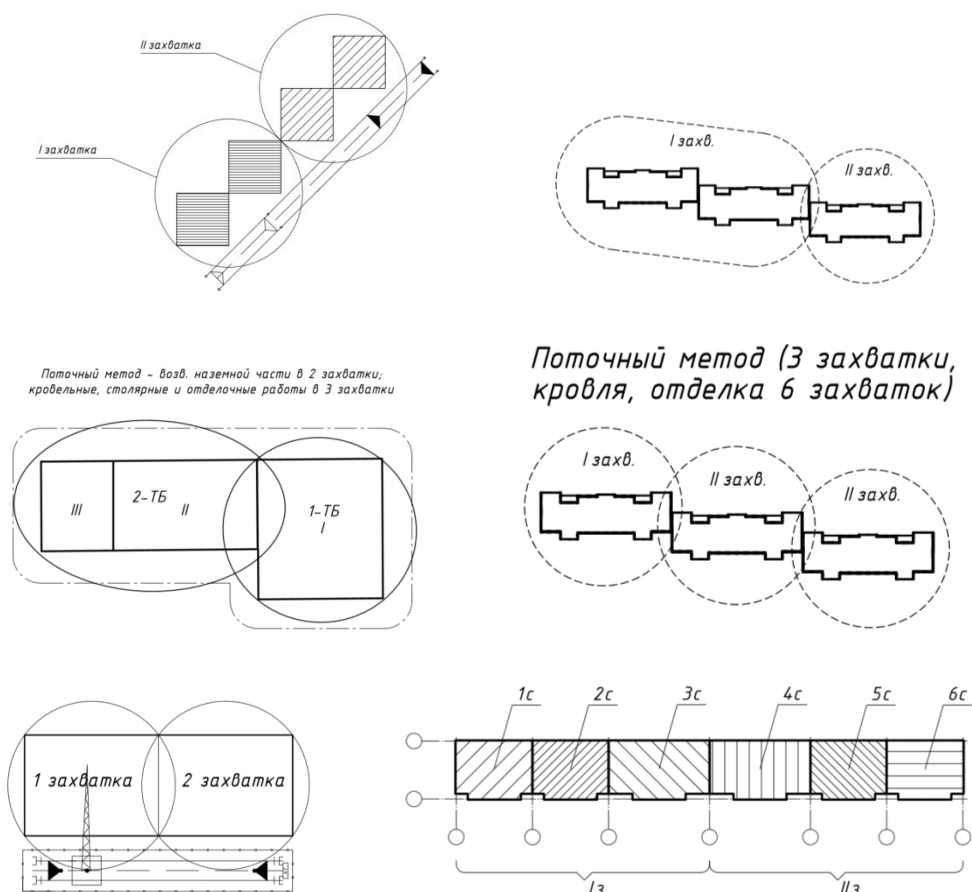 II захватка
I захватка
I захв.
II захв.
Поточный метод - возв. наземной части в 2 захватки;
кровельные, столярные и отделочные работы в 3 захватки
III
2-ТБ
II
1-ТБ
I
Поточный метод (3 захватки,
кровля, отделка 6 захваток)
I захв.
II захв.
II захв.
1 захватка
2 захватка
1с 2с 3с 4с 5с 6с
Iз
IIз